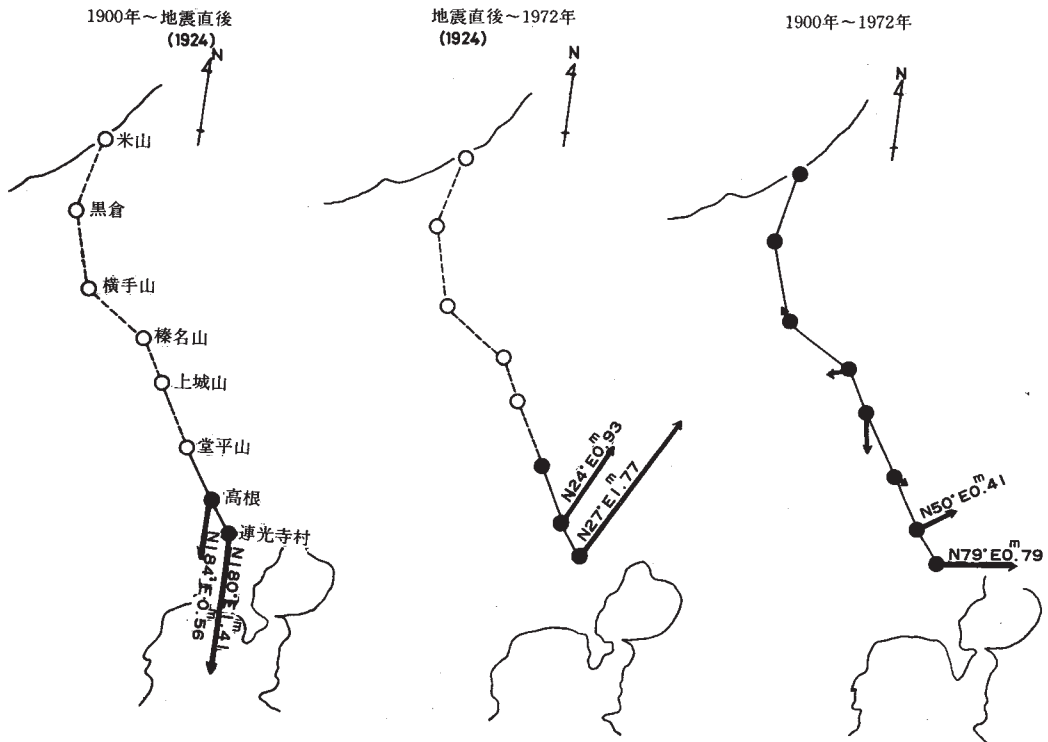 1900年～地震直後
(1924)
N
米山
黒倉
横手山
榛名山
上城山
堂平山
高根
連光寺村
N184°E0.56m
N180°E1.41m
地震直後～1972年
(1924)
N
N24°E0.93m
N27°E1.77m
1900年～1972年
N
N50°E0.41m
N79°E0.79m